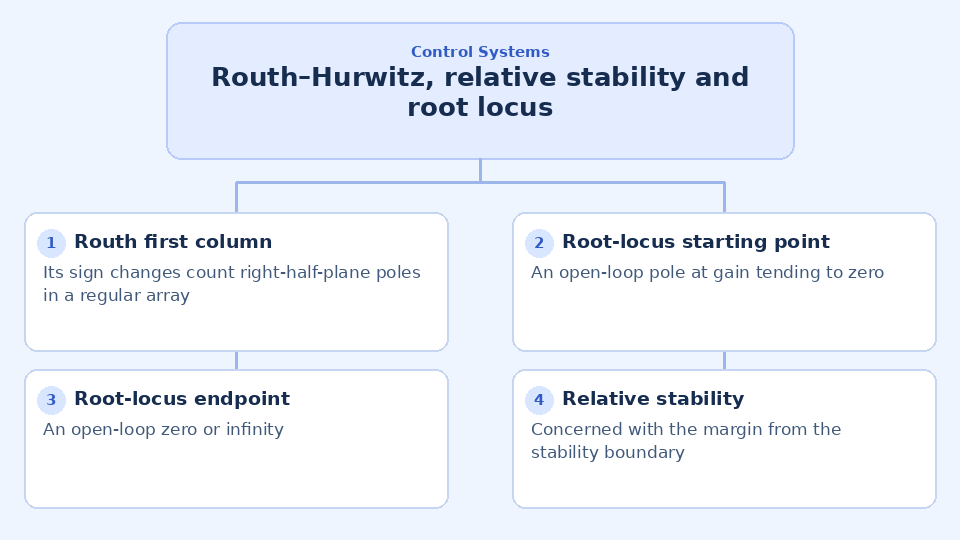 Control Systems
Routh–Hurwitz, relative stability and
root locus
1 Routh first column
Its sign changes count right-half-plane poles
in a regular array
2 Root-locus starting point
An open-loop pole at gain tending to zero
3 Root-locus endpoint
An open-loop zero or infinity
4 Relative stability
Concerned with the margin from the
stability boundary